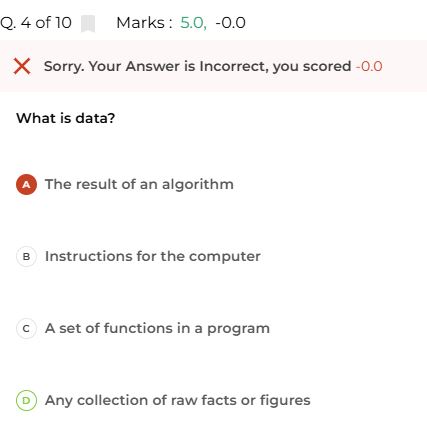 Q. 4 of 10 Marks : 5.0, -0.0
Sorry. Your Answer is Incorrect, you scored -0.0
What is data?
A The result of an algorithm
B Instructions for the computer
C A set of functions in a program
D Any collection of raw facts or figures